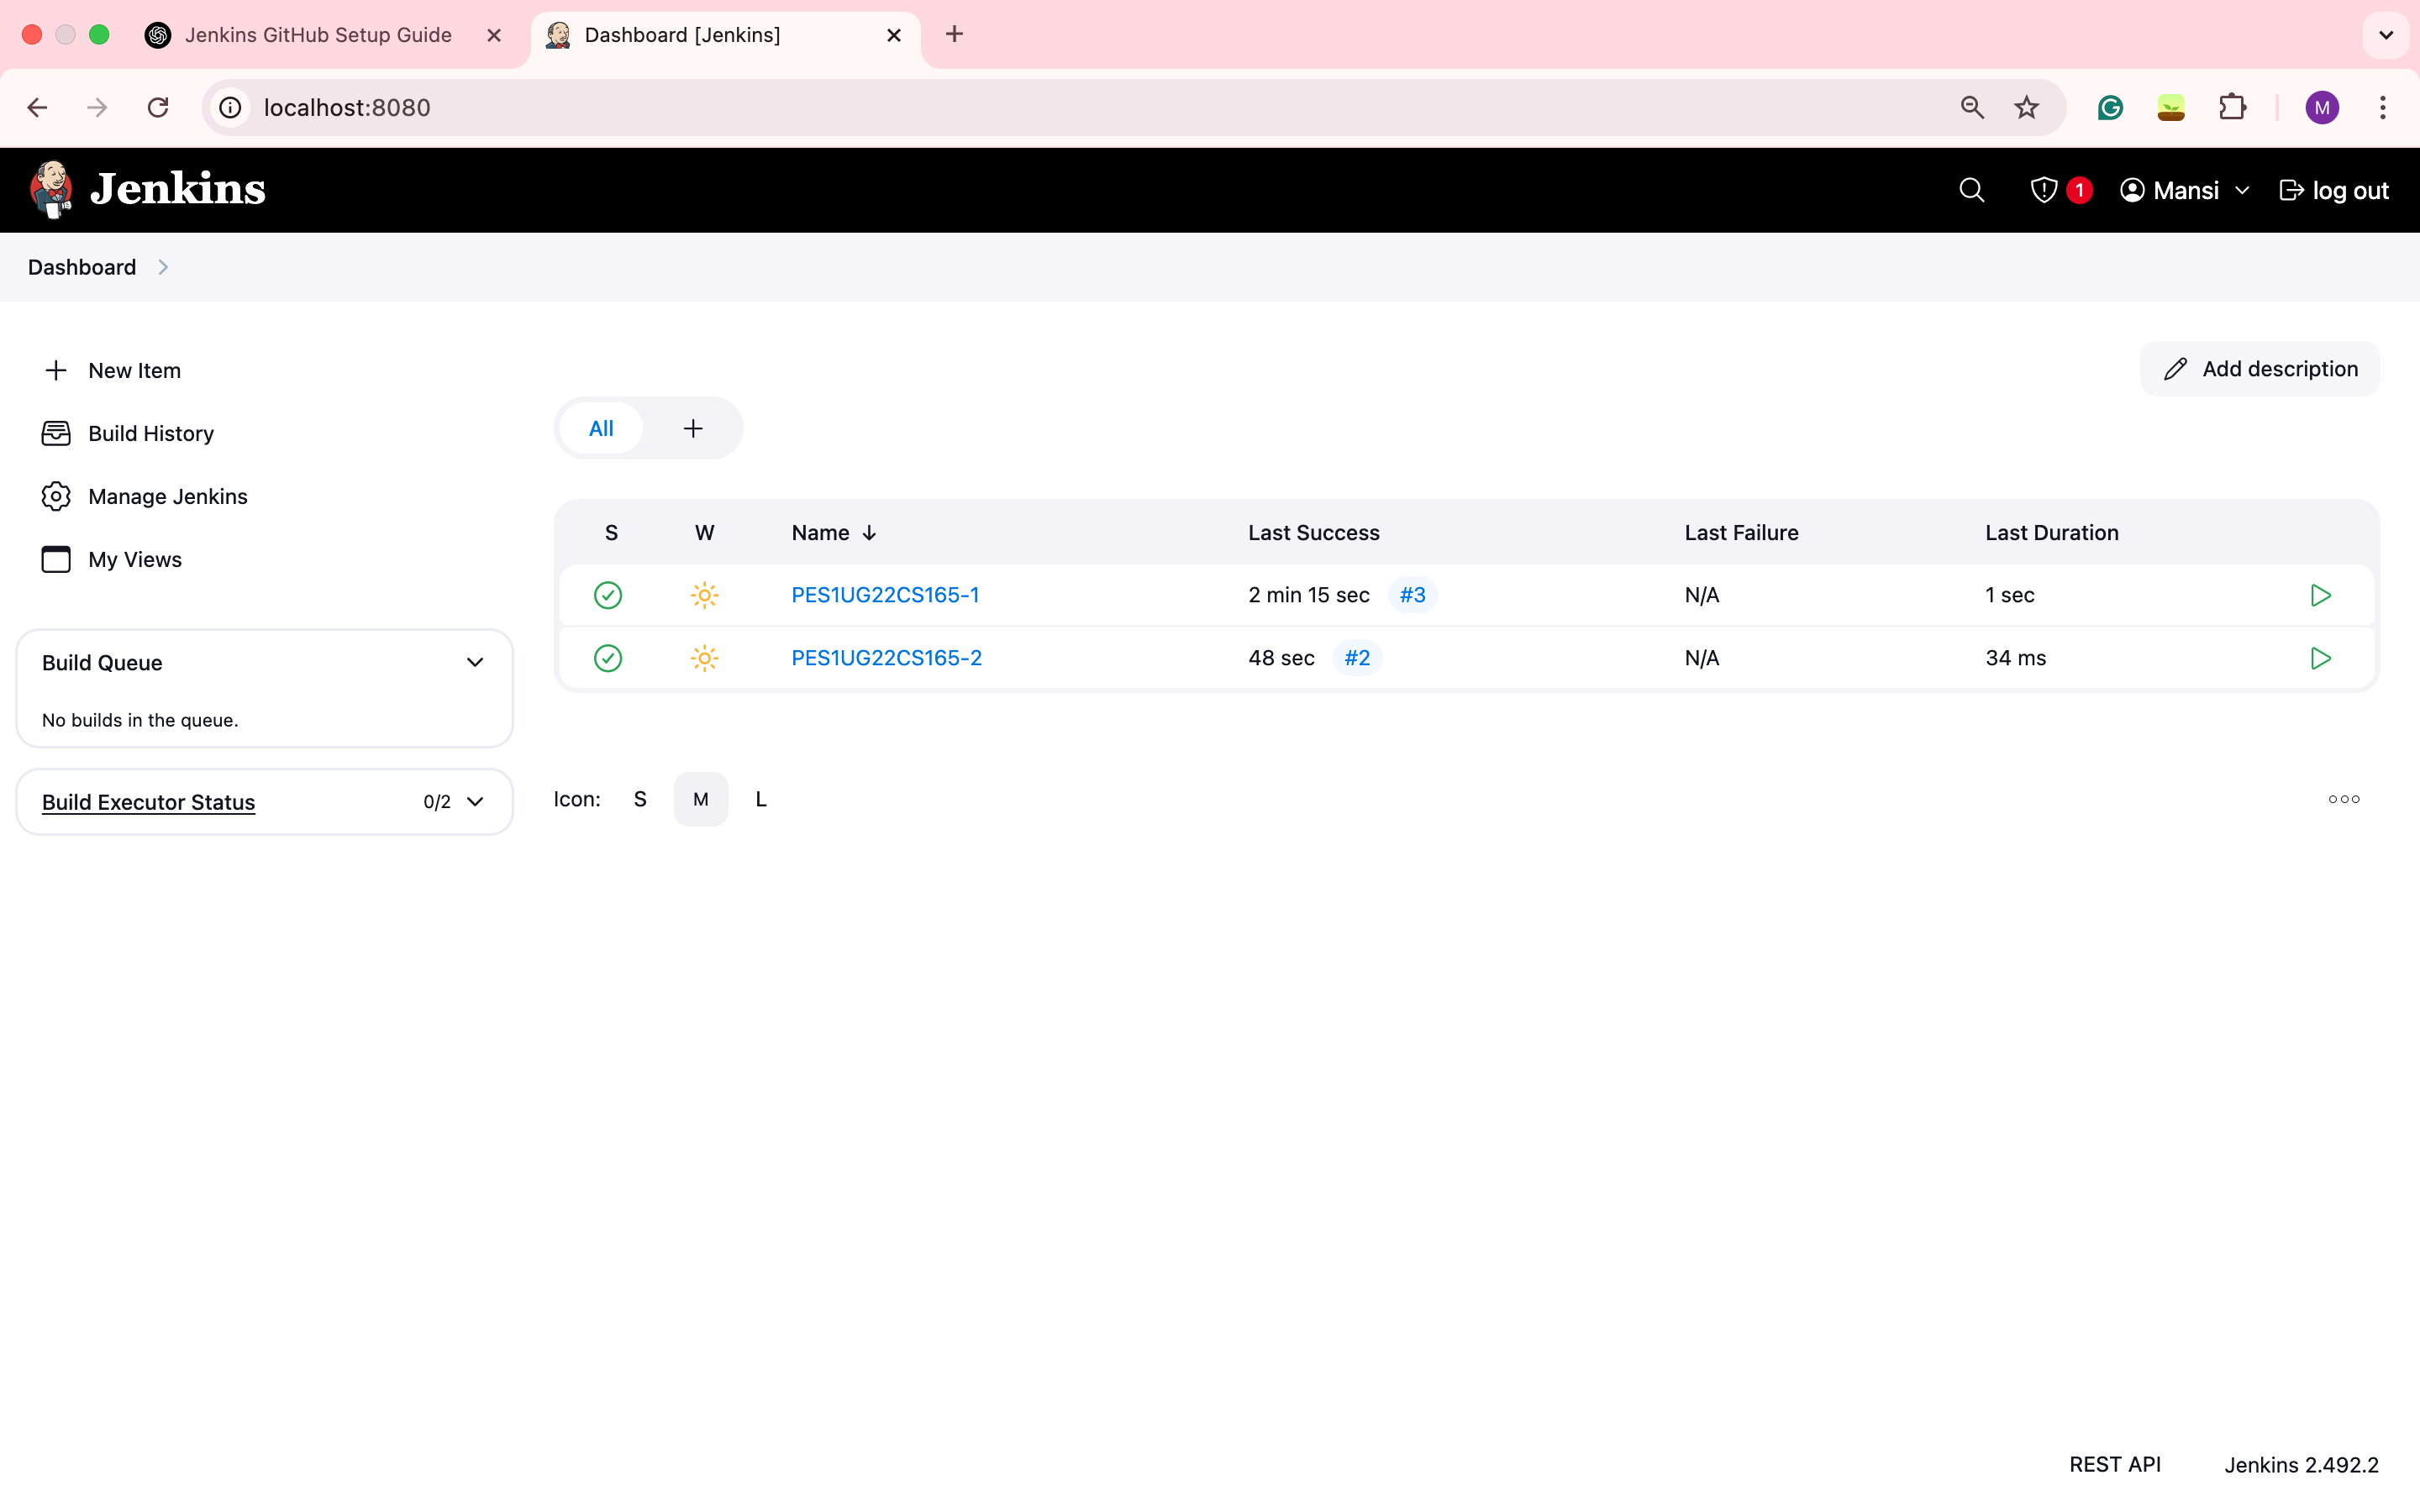 Jenkins GitHub Setup Guide
Dashboard [Jenkins]
localhost:8080
M
Jenkins
1
Mansi
log out
Dashboard
New Item
Build History
Manage Jenkins
My Views
Build Queue
No builds in the queue.
Build Executor Status 0/2
Add description
All
S W Name ↓ Last Success Last Failure Last Duration
PES1UG22CS165-1 2 min 15 sec #3 N/A 1 sec
PES1UG22CS165-2 48 sec #2 N/A 34 ms
Icon: S M L
REST API Jenkins 2.492.2